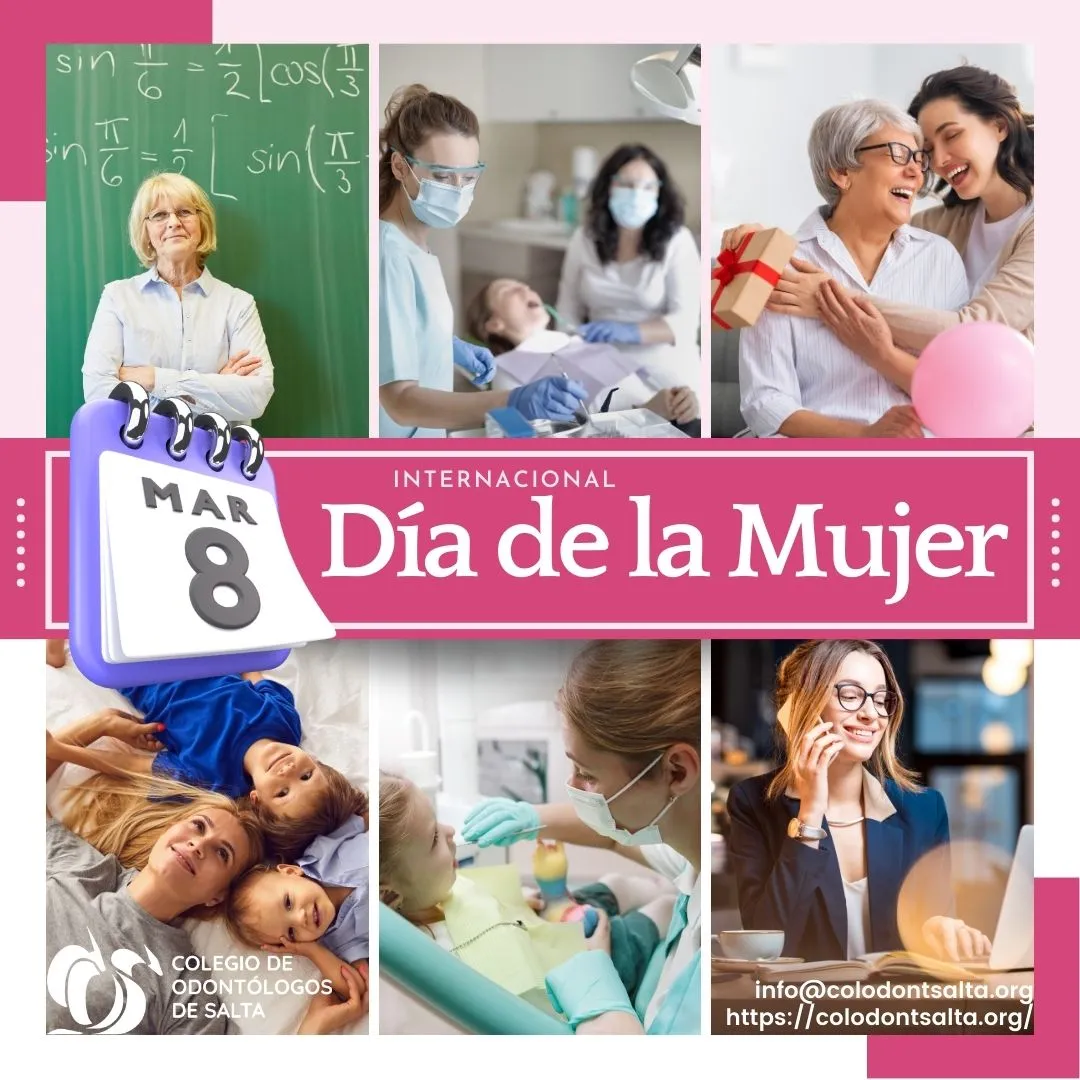 sin π/6 = 1/2 [cos(π/3
sin π/6 = 1/2 [ sin(π/3
MAR
8
INTERNACIONAL
Día de la Mujer
COLEGIO DE
ODONTÓLOGOS
DE SALTA
info@colodontsalta.org
https://colodontsalta.org/